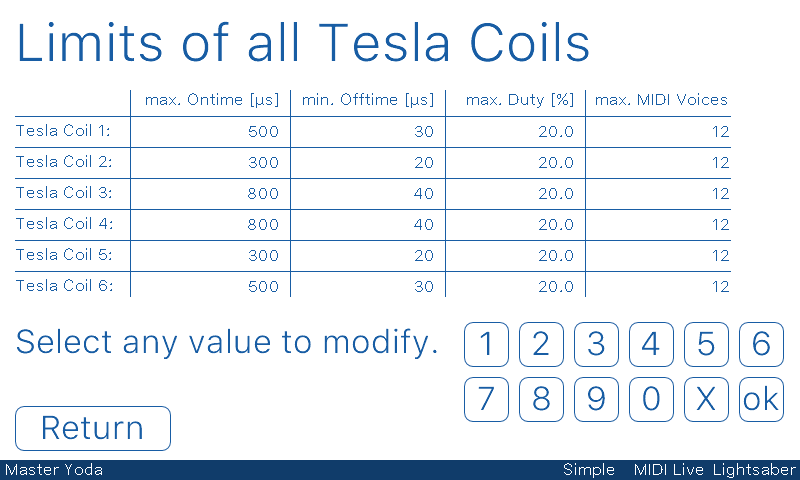 Limits of all Tesla Coils
max. Ontime [µs] min. Offtime [µs] max. Duty [%] max. MIDI Voices
Tesla Coil 1: 500 30 20.0 12
Tesla Coil 2: 300 20 20.0 12
Tesla Coil 3: 800 40 20.0 12
Tesla Coil 4: 800 40 20.0 12
Tesla Coil 5: 300 20 20.0 12
Tesla Coil 6: 500 30 20.0 12
Select any value to modify. 1 2 3 4 5 6
7 8 9 0 X ok
Return
Master Yoda Simple MIDI Live Lightsaber